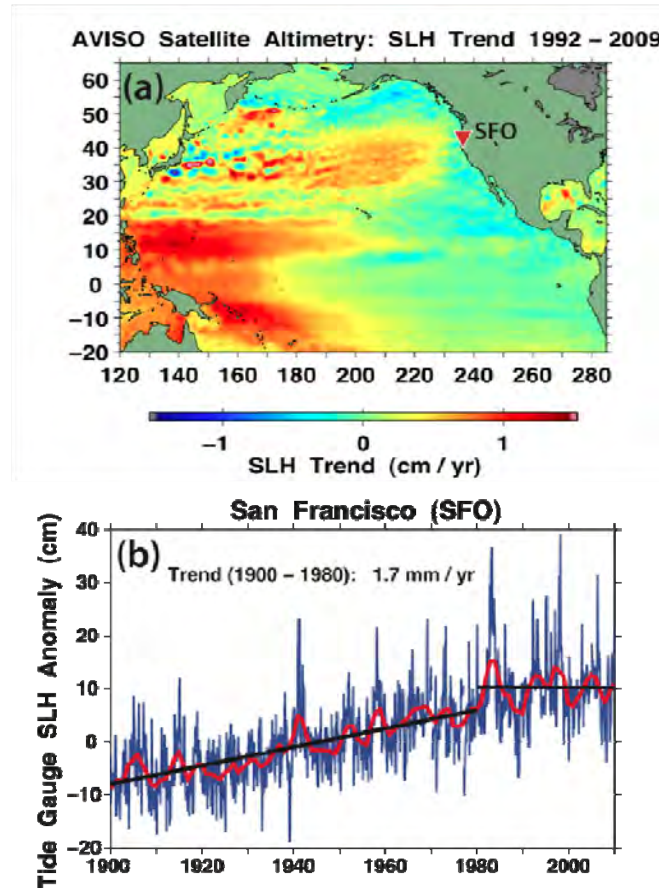 AVISO Satellite Altimetry: SLH Trend 1992 – 2009
(a)
SFO
60
50
40
30
20
10
0
−10
−20
120 140 160 180 200 220 240 260 285
−1 0 1
SLH Trend (cm / yr)
San Francisco (SFO)
(b)
Trend (1900 – 1980): 1.7 mm / yr
Tide Gauge SLH Anomaly (cm)
40
30
20
10
0
−10
−20
1900 1920 1940 1960 1980 2000